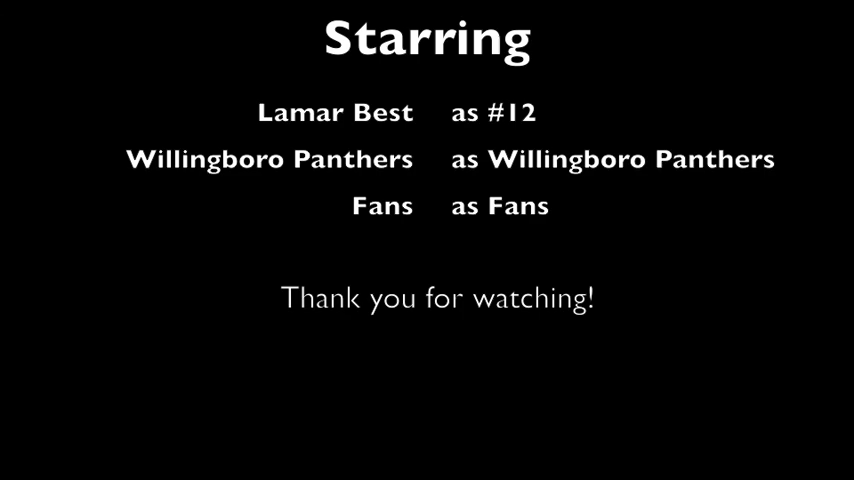 Starring
Lamar Best as #12
Willingboro Panthers as Willingboro Panthers
Fans as Fans
Thank you for watching!